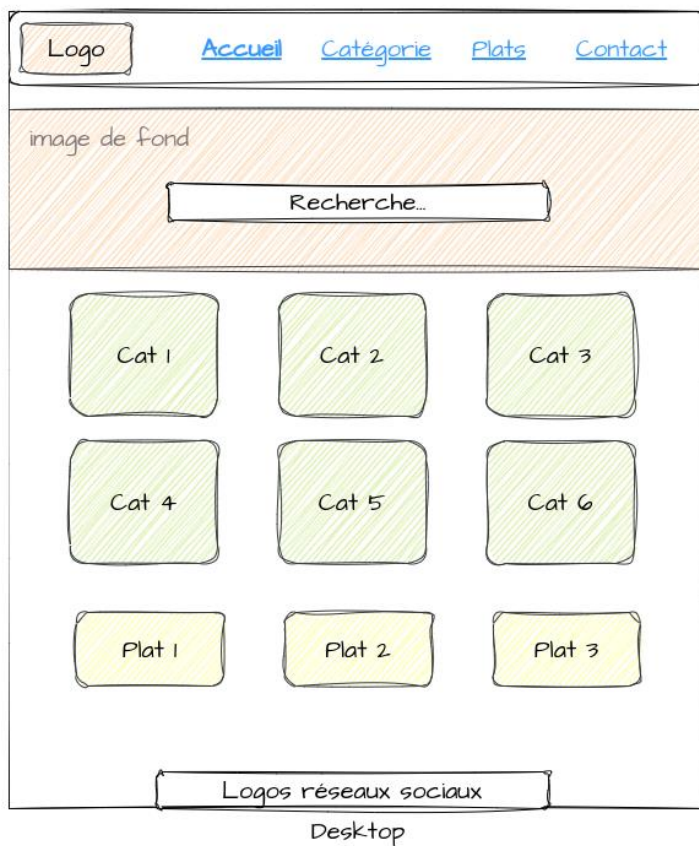 Logo Accueil Catégorie Plats Contact
image de fond
Recherche...
Cat 1 Cat 2 Cat 3
Cat 4 Cat 5 Cat 6
Plat 1 Plat 2 Plat 3
Logos réseaux sociaux
Desktop